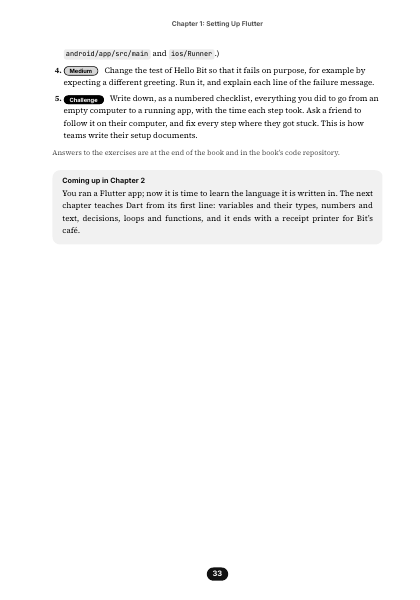 Chapter 1: Setting Up Flutter
android/app/src/main and ios/Runner.)
4. Medium Change the test of Hello Bit so that it fails on purpose, for example by
expecting a different greeting. Run it, and explain each line of the failure message.
5. Challenge Write down, as a numbered checklist, everything you did to go from an
empty computer to a running app, with the time each step took. Ask a friend to
follow it on their computer, and fix every step where they got stuck. This is how
teams write their setup documents.
Answers to the exercises are at the end of the book and in the book's code repository.
Coming up in Chapter 2
You ran a Flutter app; now it is time to learn the language it is written in. The next
chapter teaches Dart from its first line: variables and their types, numbers and
text, decisions, loops and functions, and it ends with a receipt printer for Bit's
café.
33